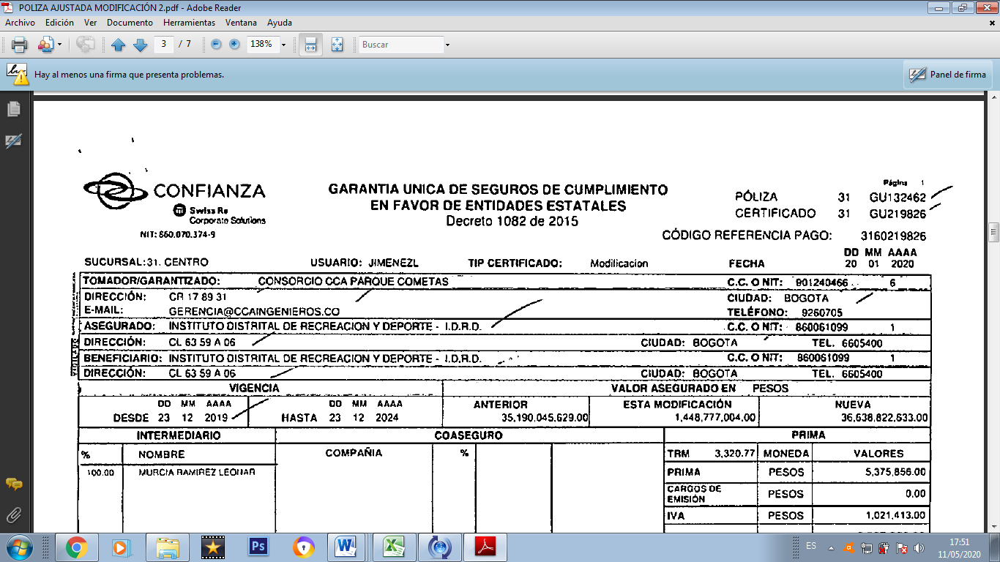 POLIZA AJUSTADA MODIFICACIÓN 2.pdf - Adobe Reader
Archivo Edición Ver Documento Herramientas Ventana Ayuda
3 / 7 138% Buscar
Hay al menos una firma que presenta problemas. Panel de firma
Página 1
CONFIANZA
Swiss Re
Corporate Solutions
NIT: 860.070.374-9
GARANTIA UNICA DE SEGUROS DE CUMPLIMIENTO
EN FAVOR DE ENTIDADES ESTATALES
Decreto 1082 de 2015
PÓLIZA 31 GU132462
CERTIFICADO 31 GU219826
CÓDIGO REFERENCIA PAGO: 3160219826
DD MM AAAA
SUCURSAL: 31. CENTRO USUARIO: JIMENEZL TIP CERTIFICADO: Modificacion FECHA 20 01 2020
TOMADOR/GARANTIZADO: CONSORCIO CCA PARQUE COMETAS C.C. O NIT: 901240466 6
DIRECCIÓN: CR 17 89 31 CIUDAD: BOGOTA
E-MAIL: GERENCIA@CCAINGENIEROS.CO TELÉFONO: 9260705
ASEGURADO: INSTITUTO DISTRITAL DE RECREACION Y DEPORTE - I.D.R.D. C.C. O NIT: 860061099 1
DIRECCIÓN: CL 63 59 A 06 CIUDAD: BOGOTA TEL. 6605400
BENEFICIARIO: INSTITUTO DISTRITAL DE RECREACION Y DEPORTE - I.D.R.D. C.C. O NIT: 860061099 1
DIRECCIÓN: CL 63 59 A 06 CIUDAD: BOGOTA TEL. 6605400
VIGENCIA VALOR ASEGURADO EN PESOS
DD MM AAAA DD MM AAAA ANTERIOR ESTA MODIFICACIÓN NUEVA
DESDE 23 12 2019 HASTA 23 12 2024 35,190,045,629.00 1,448,777,004.00 36,638,822,633.00
INTERMEDIARIO COASEGURO PRIMA
% NOMBRE COMPAÑIA % TRM 3,320.77 MONEDA VALORES
100.00 MURCIA RAMIREZ LEONAR PRIMA PESOS 5,375,856.00
CARGOS DE EMISIÓN PESOS 0.00
IVA PESOS 1,021,413.00
ES 17:51
11/05/2020